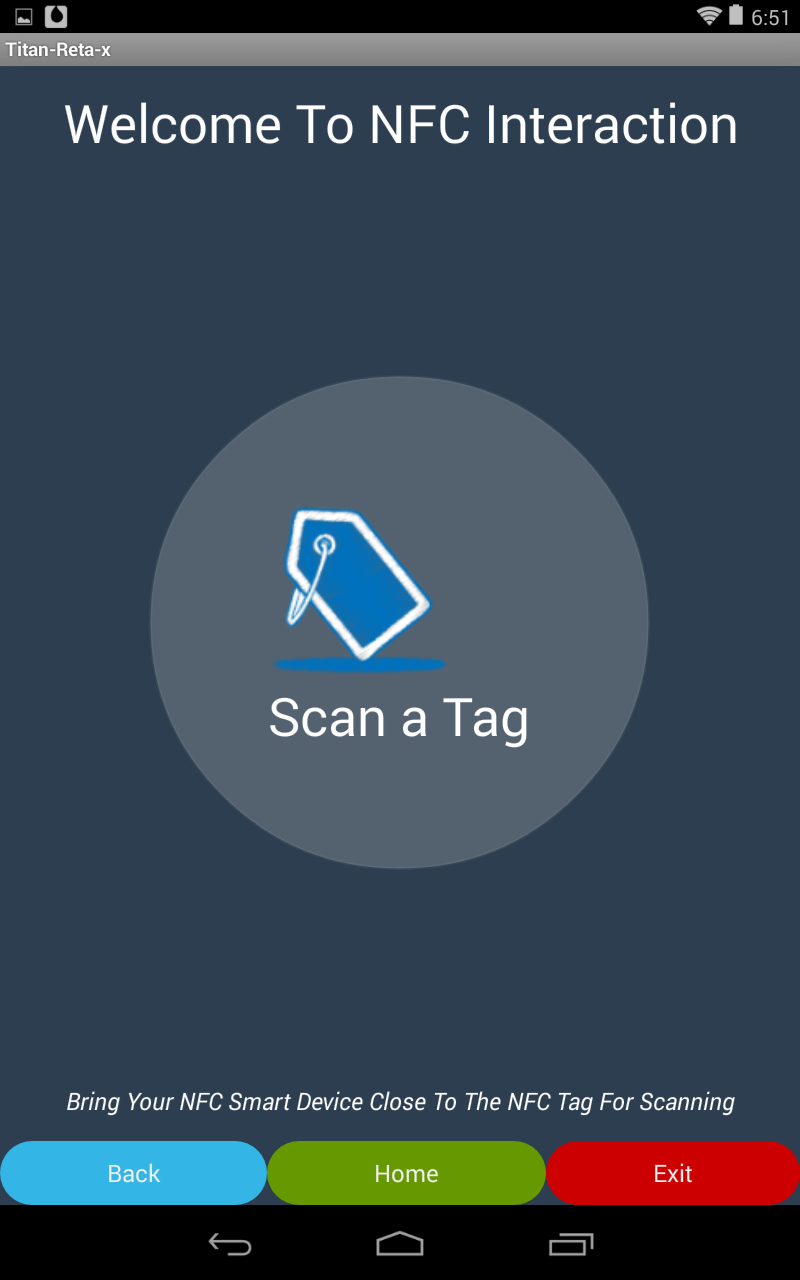 6:51
Titan-Reta-x
Welcome To NFC Interaction
Scan a Tag
Bring Your NFC Smart Device Close To The NFC Tag For Scanning
Back Home Exit